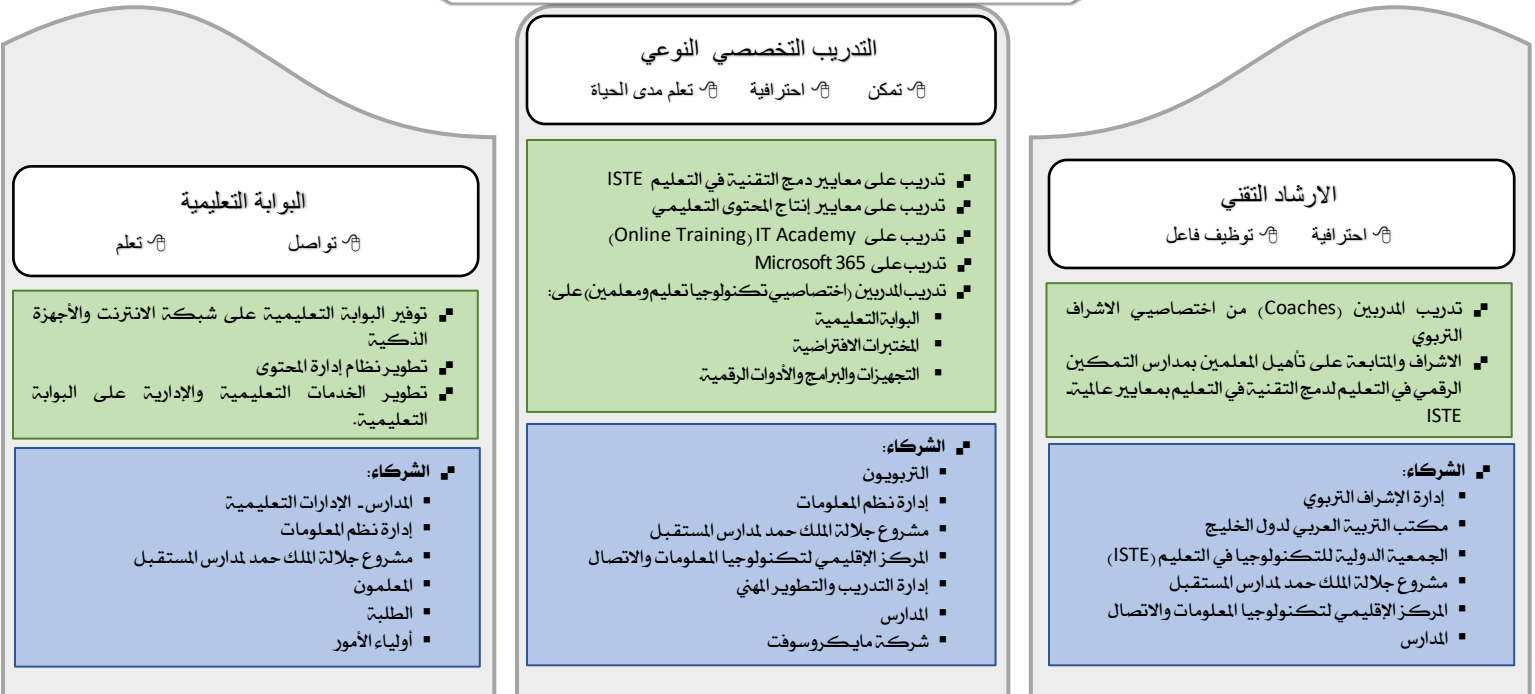 الارشاد التقني
احترافية توظيف فاعل
تدريب المدربين (Coaches) من اختصاصيي الاشراف
التربوي
الاشراف والمتابعة على تأهيل المعلمين بمدارس التمكين
الرقمي في التعليم لدمج التقنية في التعليم بمعايير عالمية۔
ISTE
الشركاء:
إدارة الإشراف التربوي
مكتب التربية العربي لدول الخليج
الجمعية الدولية للتكنولوجيا في التعليم (ISTE)
مشروع جلالة الملك حمد لمدارس المستقبل
المركز الإقليمي لتكنولوجيا المعلومات والاتصال
المدارس
التدريب التخصصي النوعي
تمكن احترافية تعلم مدى الحياة
تدريب على معايير دمج التقنية في التعليم ISTE
تدريب على معايير إنتاج المحتوى التعليمي
تدريب على IT Academy (Online Training)
تدريب على Microsoft 365
تدريب المدربين (اختصاصيي تكنولوجيا تعليم ومعلمين) على:
البوابة التعليمية
المختبرات الافتراضية
التجهيزات والبرامج والأدوات الرقمية.
الشركاء:
التربويون
إدارة نظم المعلومات
مشروع جلالة الملك حمد لمدارس المستقبل
المركز الإقليمي لتكنولوجيا المعلومات والاتصال
إدارة التدريب والتطوير المهني
المدارس
شركة مايكروسوفت
البوابة التعليمية
تواصل تعلم
توفير البوابة التعليمية على شبكة الانترنت والأجهزة
الذكية
تطوير نظام إدارة المحتوى
تطوير الخدمات التعليمية والإدارية على البوابة
التعليمية.
الشركاء:
المدارس ـ الإدارات التعليمية
إدارة نظم المعلومات
مشروع جلالة الملك حمد لمدارس المستقبل
المعلمون
الطلبة
أولياء الأمور